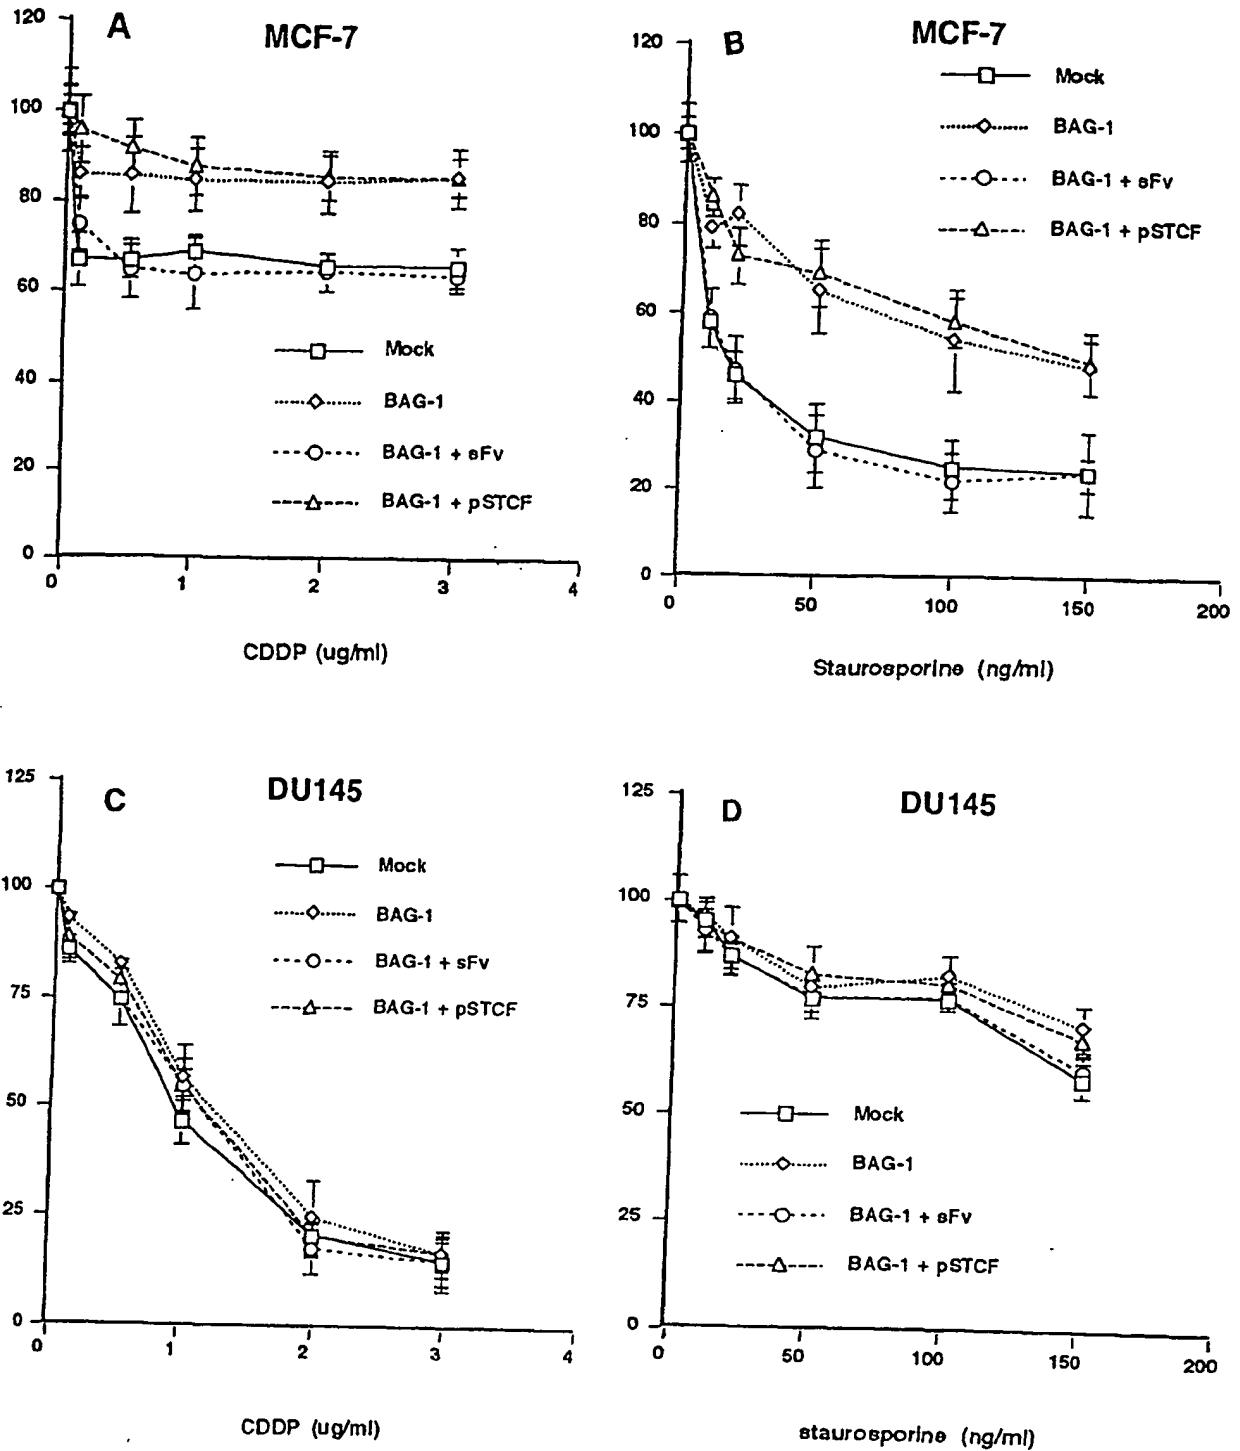 A
MCF-7
120
100
80
60
40
20
0
Mock
BAG-1
BAG-1 + sFv
BAG-1 + pSTCF
0 1 2 3 4
CDDP (ug/ml)
B
MCF-7
120
100
80
60
40
20
0
Mock
BAG-1
BAG-1 + sFv
BAG-1 + pSTCF
0 50 100 150 200
Staurosporine (ng/ml)
C
DU145
125
100
75
50
25
0
Mock
BAG-1
BAG-1 + sFv
BAG-1 + pSTCF
0 1 2 3 4
CDDP (ug/ml)
D
DU145
125
100
75
50
25
0
Mock
BAG-1
BAG-1 + sFv
BAG-1 + pSTCF
0 50 100 150 200
staurosporine (ng/ml)